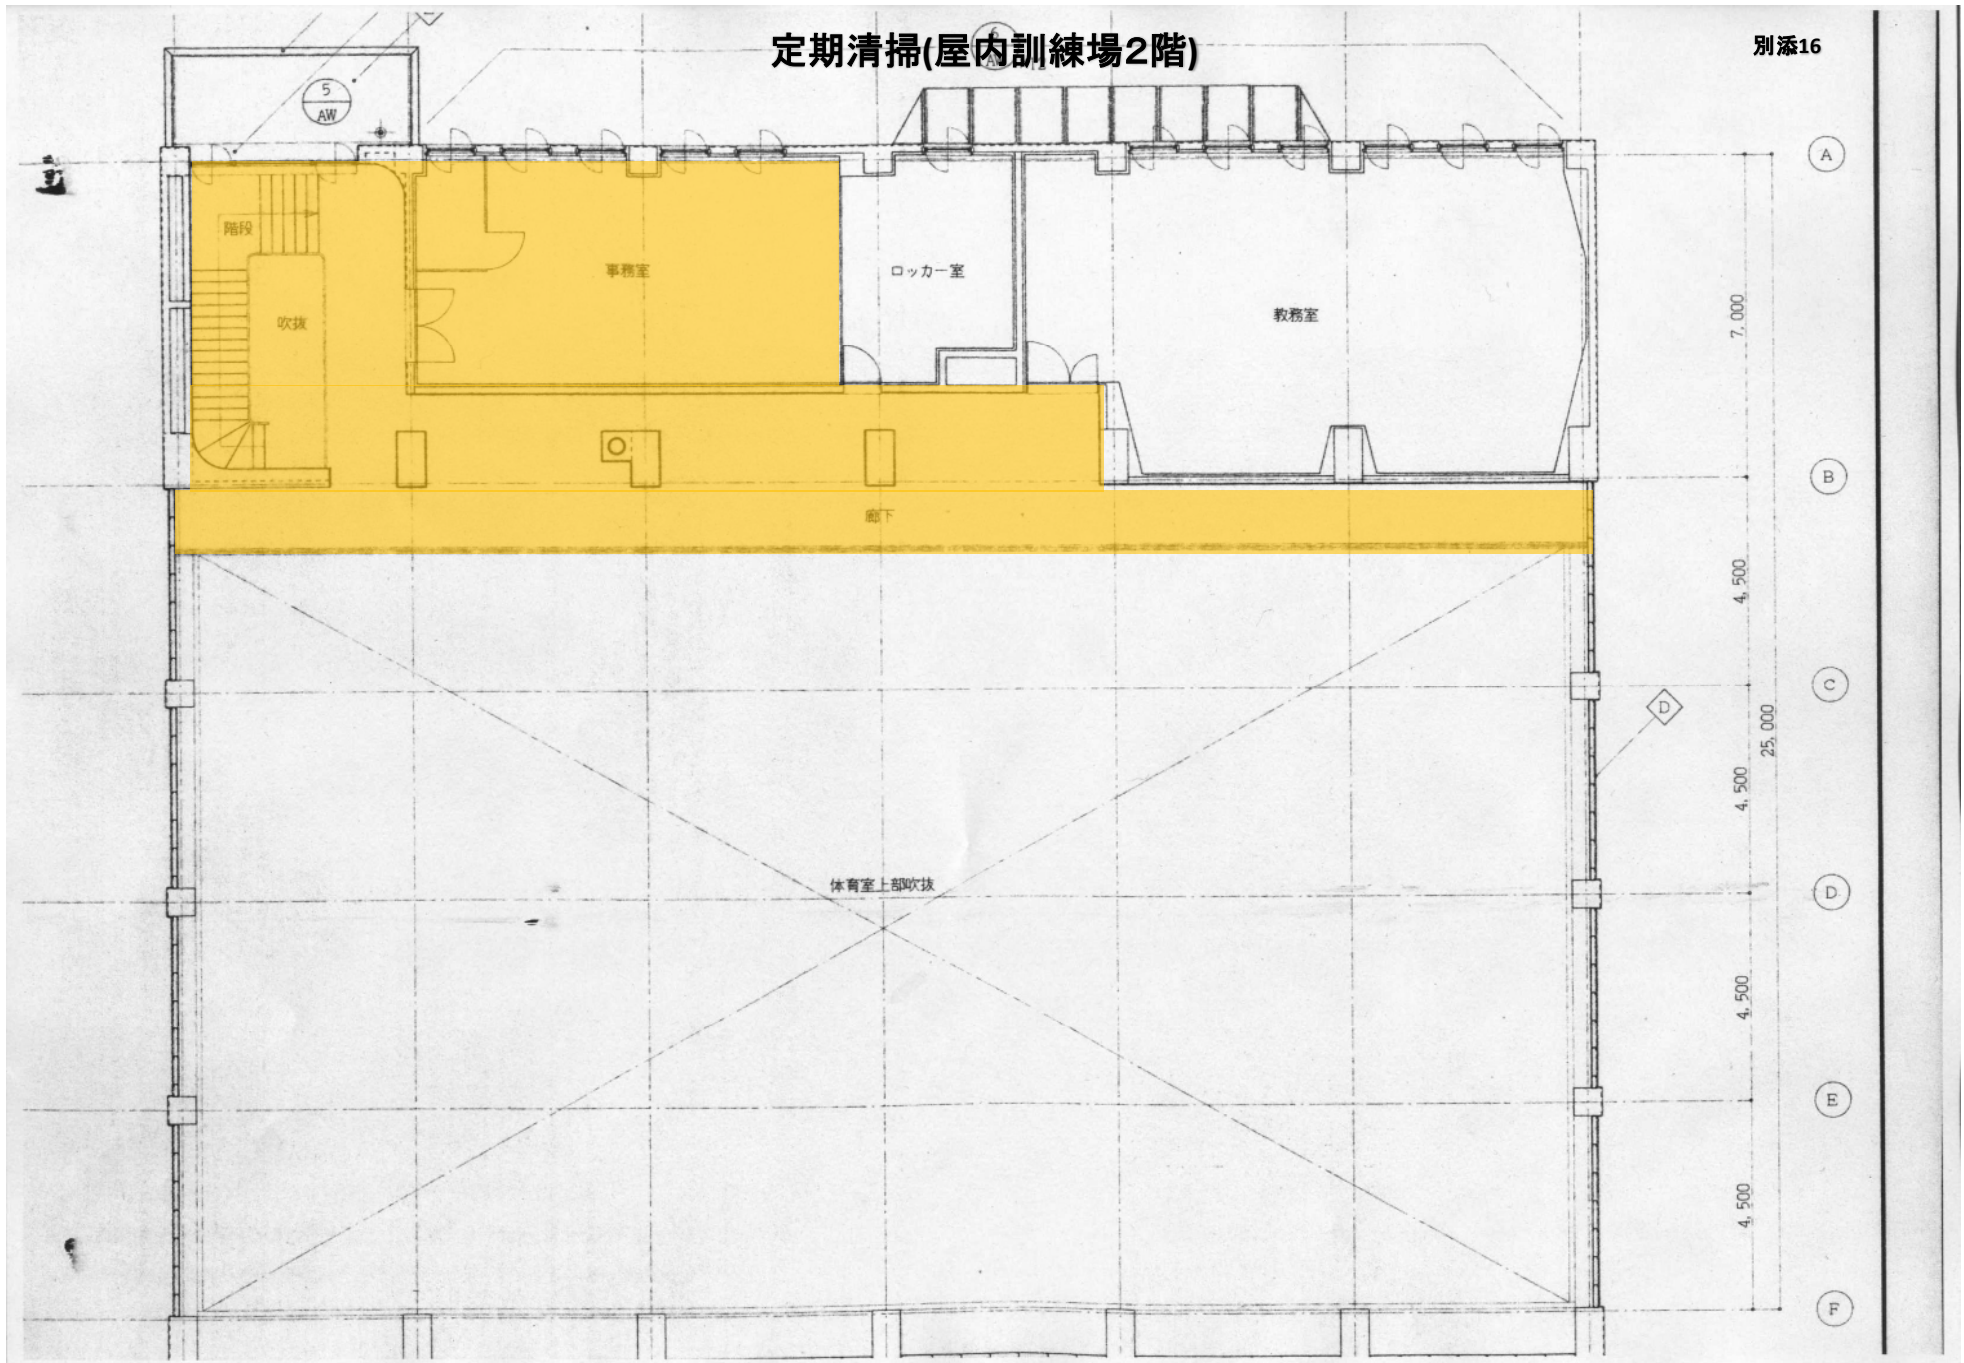 定期清掃(屋内訓練場2階)
別添16
5
AW
6
A
階段
事務室
ロッカー室
教務室
吹抜
7,000
B
廊下
4,500
C
D
25,000
4,500
体育室上部吹抜
D
4,500
E
4,500
F